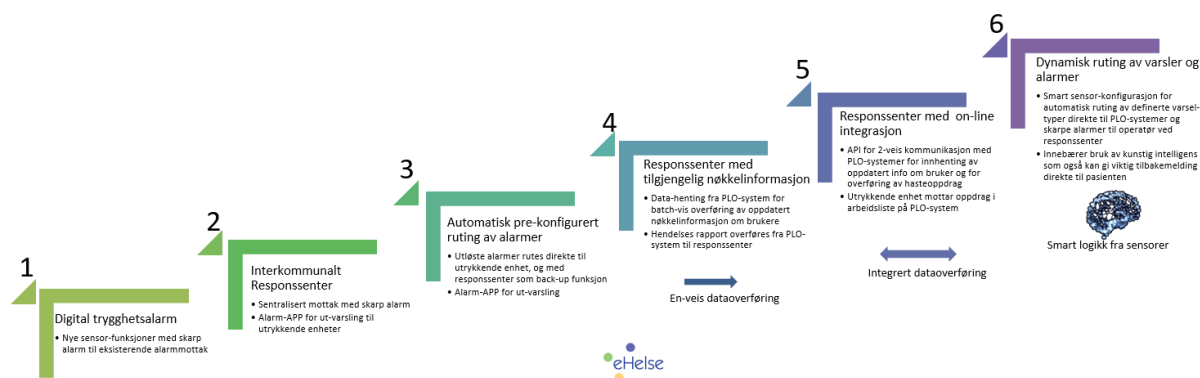 1
Digital trygghetsalarm
• Nye sensor-funksjoner med skarp
alarm til eksisterende alarmmottak
2
Interkommunalt
Responssenter
• Sentralisert mottak med skarp alarm
• Alarm-APP for ut-varsling til
utrykkende enheter
3
Automatisk pre-konfigurert
ruting av alarmer
• Utløste alarmer rutes direkte til
utrykkende enhet, og med
responssenter som back-up funksjon
• Alarm-APP for ut-varsling
4
Responssenter med
tilgjengelig nøkkelinformasjon
• Data-henting fra PLO-system for
batch-vis overføring av oppdatert
nøkkelinformasjon om brukere
• Hendelses rapport overføres fra PLO-
system til responssenter
En-veis dataoverføring
5
Responssenter med on-line
integrasjon
• API for 2-veis kommunikasjon med
PLO-systemer for innhenting av
oppdatert info om bruker og for
overføring av hasteoppdrag
• Utrykkende enhet mottar oppdrag i
arbeidsliste på PLO-system
Integrert dataoverføring
6
Dynamisk ruting av varsler og
alarmer
• Smart sensor-konfigurasjon for
automatisk ruting av definerte varsel-
typer direkte til PLO-systemer og
skarpe alarmer til operatør ved
responssenter
• Innebærer bruk av kunstig intelligens
som også kan gi viktig tilbakemelding
direkte til pasienten
Smart logikk fra sensorer
eHelse